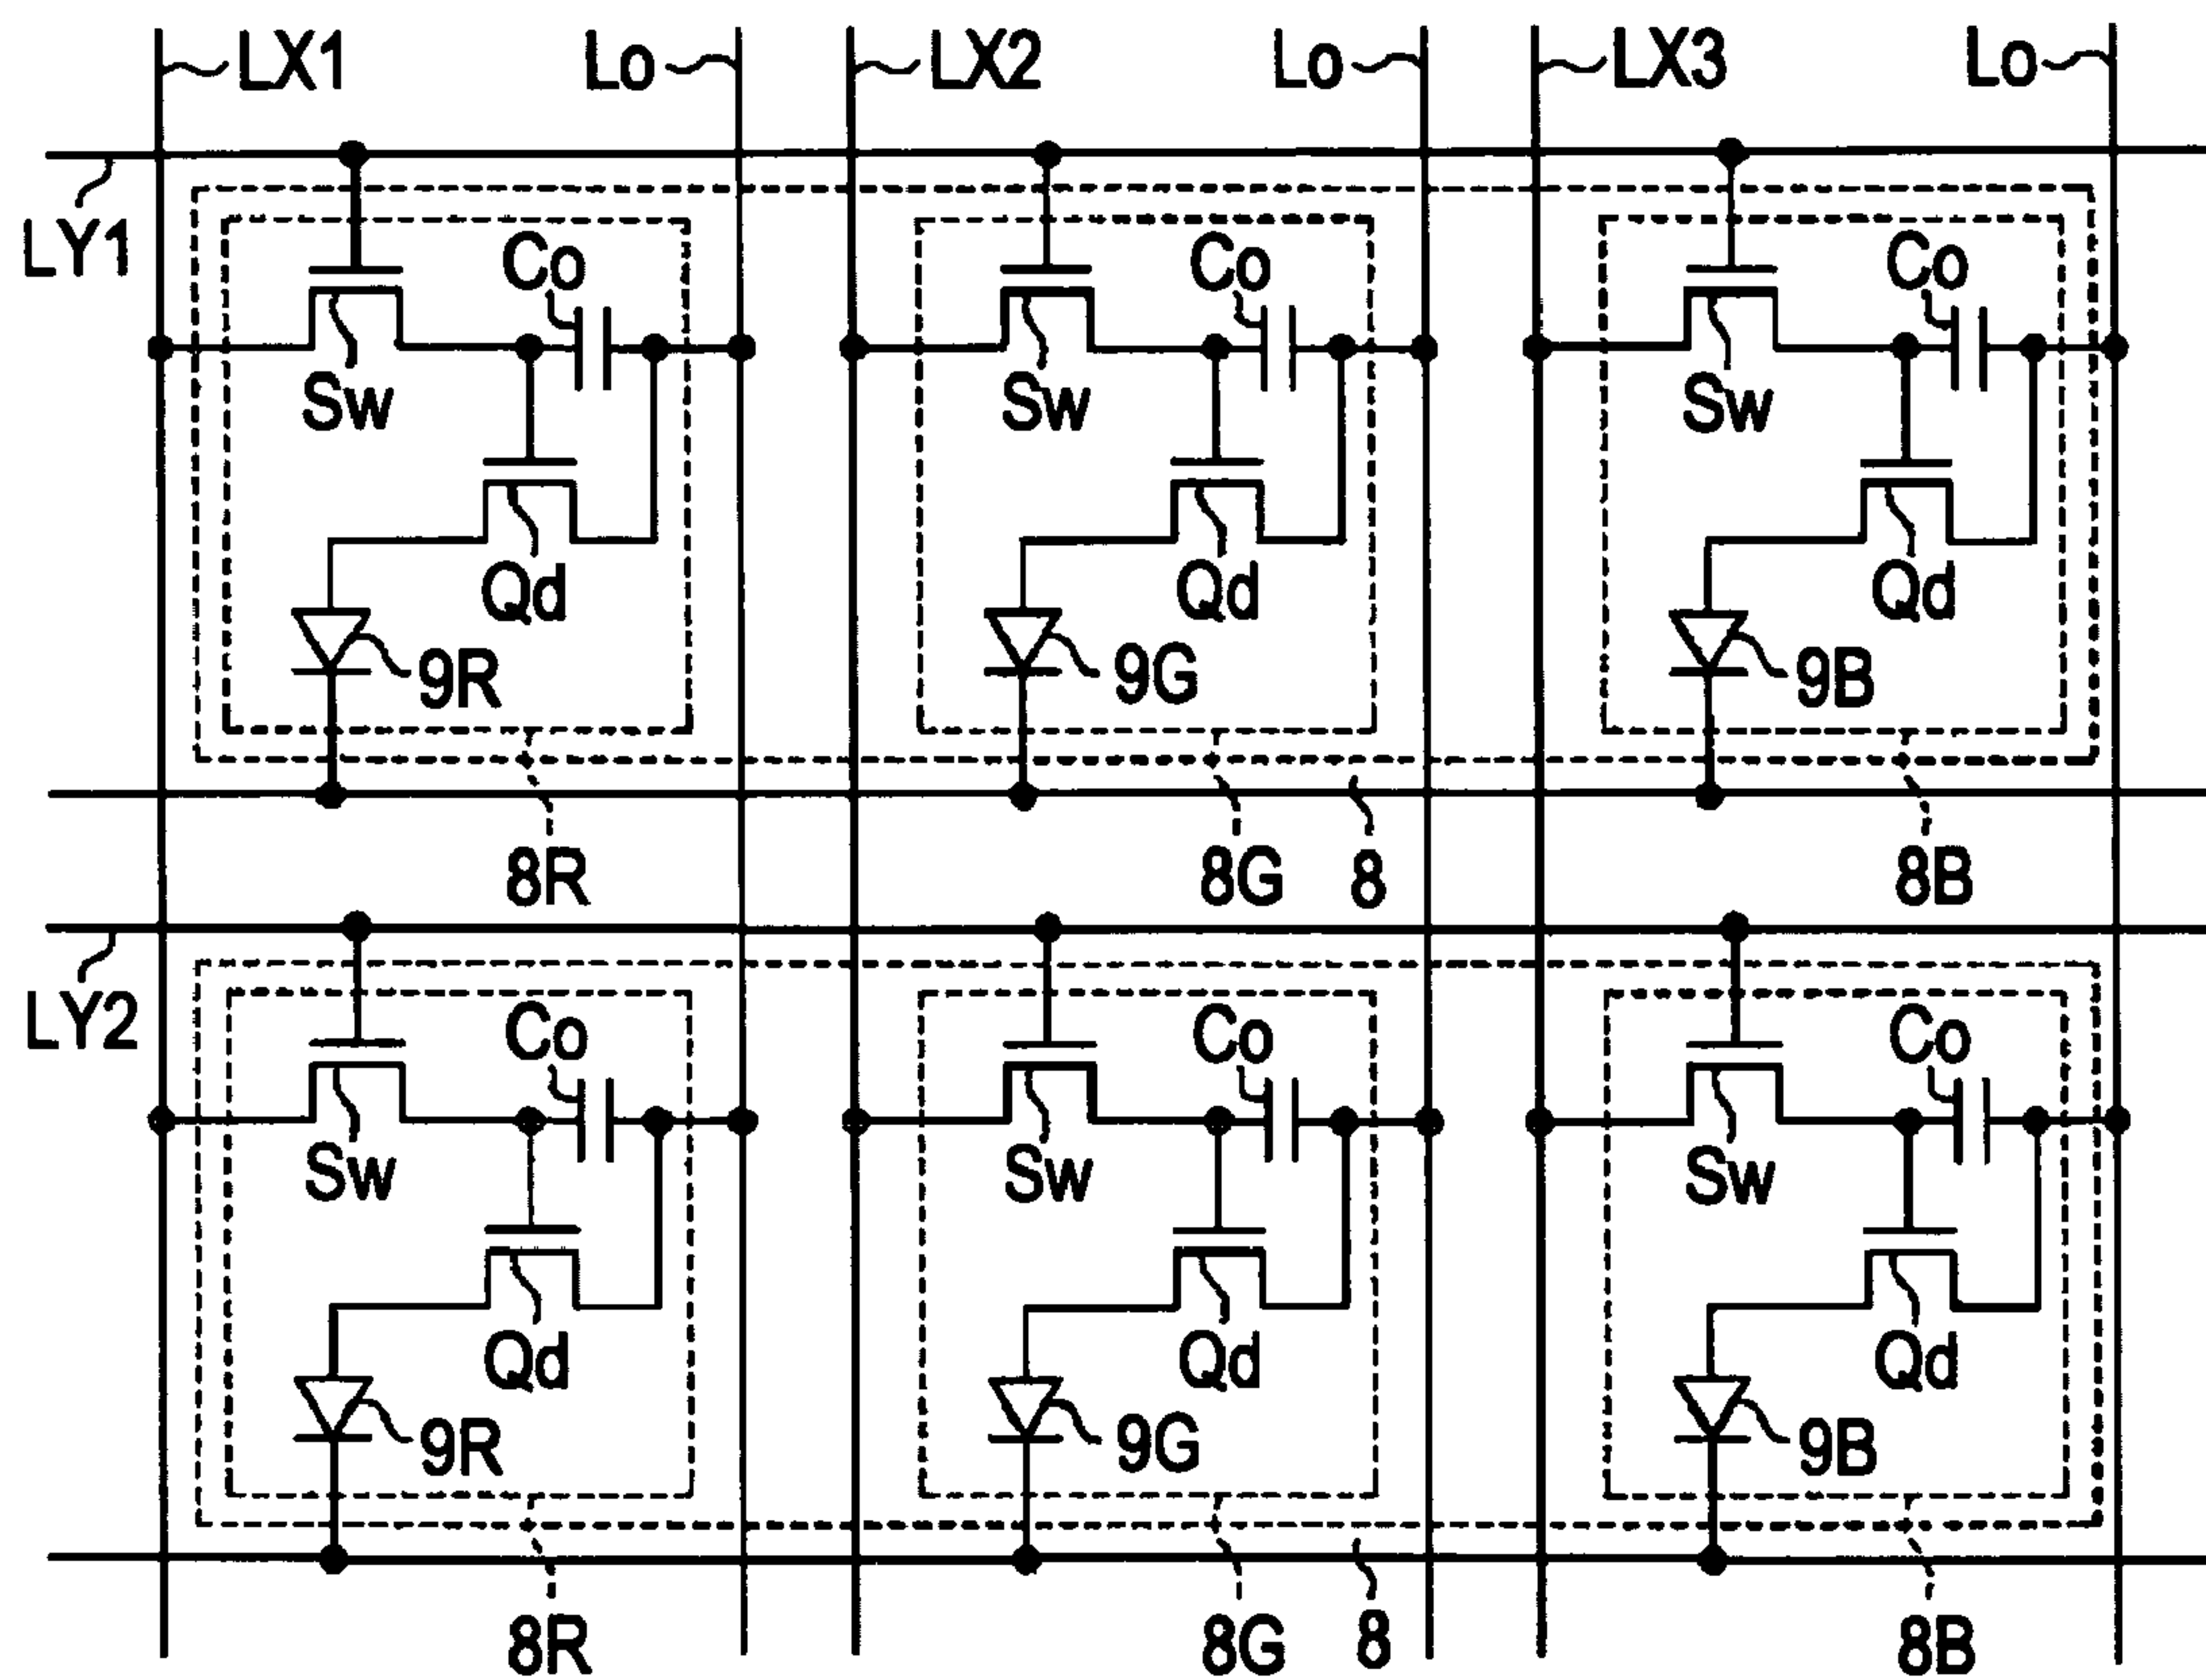 LX1 Lo LX2 Lo LX3 Lo
LY1
Co Co Co
Sw Sw Sw
Qd Qd Qd
9R 9G 9B
8R 8G 8 8B
LY2
Co Co Co
Sw Sw Sw
Qd Qd Qd
9R 9G 9B
8R 8G 8 8B